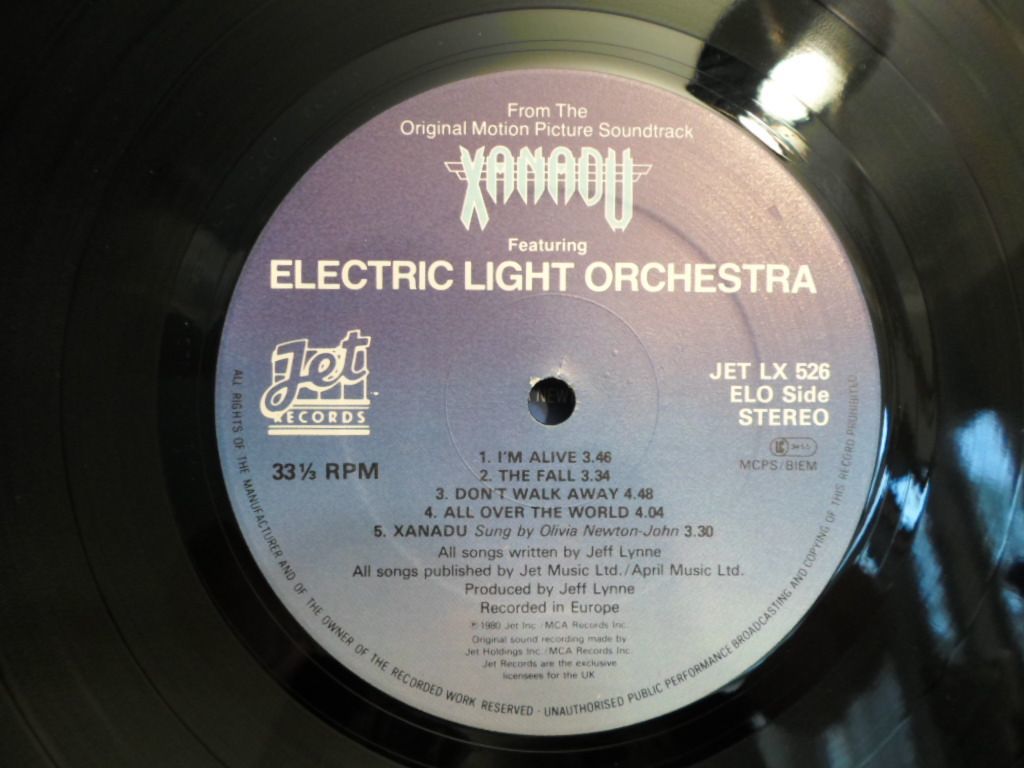 From The
Original Motion Picture Soundtrack
XANADU
Featuring
ELECTRIC LIGHT ORCHESTRA
Jet
RECORDS
33⅓ RPM
JET LX 526
ELO Side
STEREO
MCPS/BIEM
1. I'M ALIVE 3.46
2. THE FALL 3.34
3. DON'T WALK AWAY 4.48
4. ALL OVER THE WORLD 4.04
5. XANADU Sung by Olivia Newton-John 3.30
All songs written by Jeff Lynne
All songs published by Jet Music Ltd./April Music Ltd.
Produced by Jeff Lynne
Recorded in Europe
℗ 1980 Jet Inc./MCA Records Inc.
Original sound recording made by
Jet Holdings Inc./MCA Records Inc.
Jet Records are the exclusive
licensees for the UK
ALL RIGHTS OF THE MANUFACTURER AND OF THE OWNER OF THE RECORDED WORK RESERVED · UNAUTHORISED PUBLIC PERFORMANCE BROADCASTING AND COPYING OF THIS RECORD PROHIBITED.